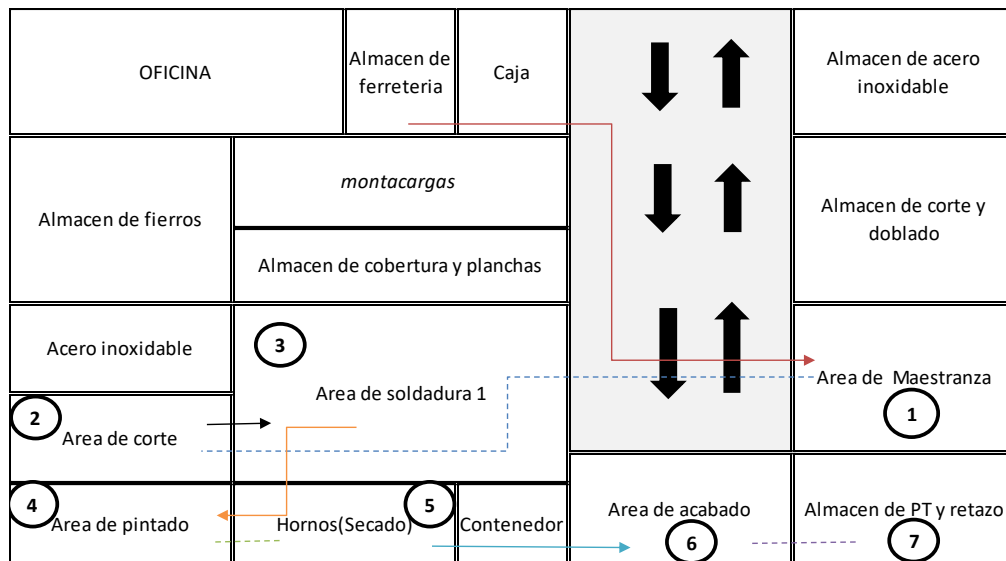 OFICINA
Almacen de
ferreteria
Caja
Almacen de acero
inoxidable
montacargas
Almacen de fierros
Almacen de corte y
doblado
Almacen de cobertura y planchas
Acero inoxidable
3
Area de soldadura 1
Area de Maestranza
1
2
Area de corte
4
Area de pintado
5
Hornos(Secado)
Contenedor
Area de acabado
6
Almacen de PT y retazo
7